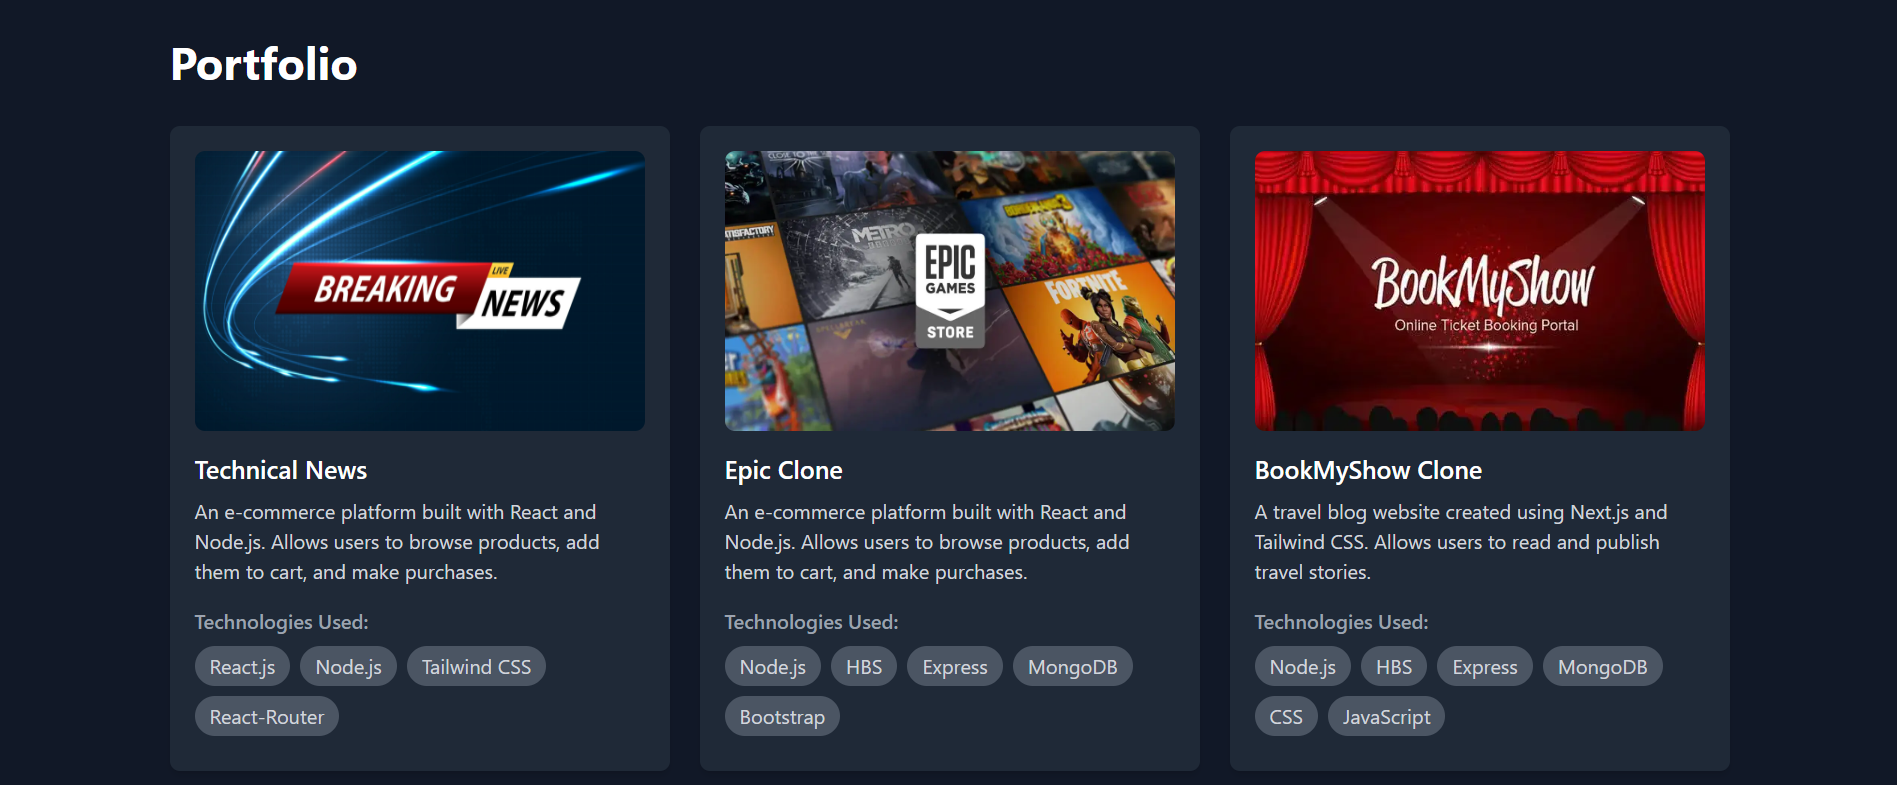 Portfolio
BREAKING
LIVE
NEWS
Technical News
An e-commerce platform built with React and
Node.js. Allows users to browse products, add
them to cart, and make purchases.
Technologies Used:
React.js Node.js Tailwind CSS
React-Router
METRO
FORTNITE
EPIC
GAMES
STORE
Epic Clone
An e-commerce platform built with React and
Node.js. Allows users to browse products, add
them to cart, and make purchases.
Technologies Used:
Node.js HBS Express MongoDB
Bootstrap
BookMyShow
Online Ticket Booking Portal
BookMyShow Clone
A travel blog website created using Next.js and
Tailwind CSS. Allows users to read and publish
travel stories.
Technologies Used:
Node.js HBS Express MongoDB
CSS JavaScript